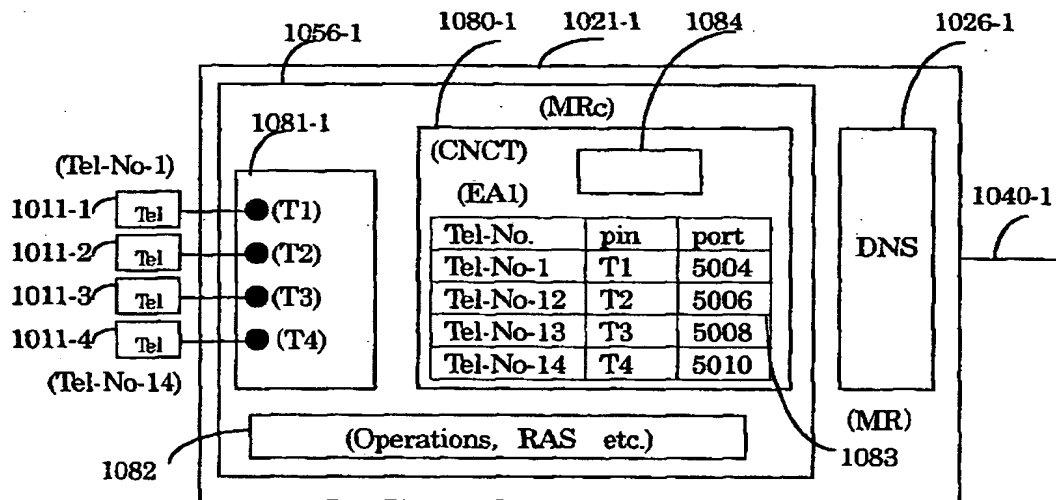 1056-1 1080-1 1021-1 1084 1026-1
(MRc)
1081-1
(CNCT)
(Tel-No-1)
(EA1)
1011-1 Tel (T1)
1011-2 Tel (T2)
1011-3 Tel (T3)
1011-4 Tel (T4)
(Tel-No-14)
Tel-No. pin port
Tel-No-1 T1 5004
Tel-No-12 T2 5006
Tel-No-13 T3 5008
Tel-No-14 T4 5010
DNS
1040-1
(MR)
(Operations, RAS etc.)
1082
1083